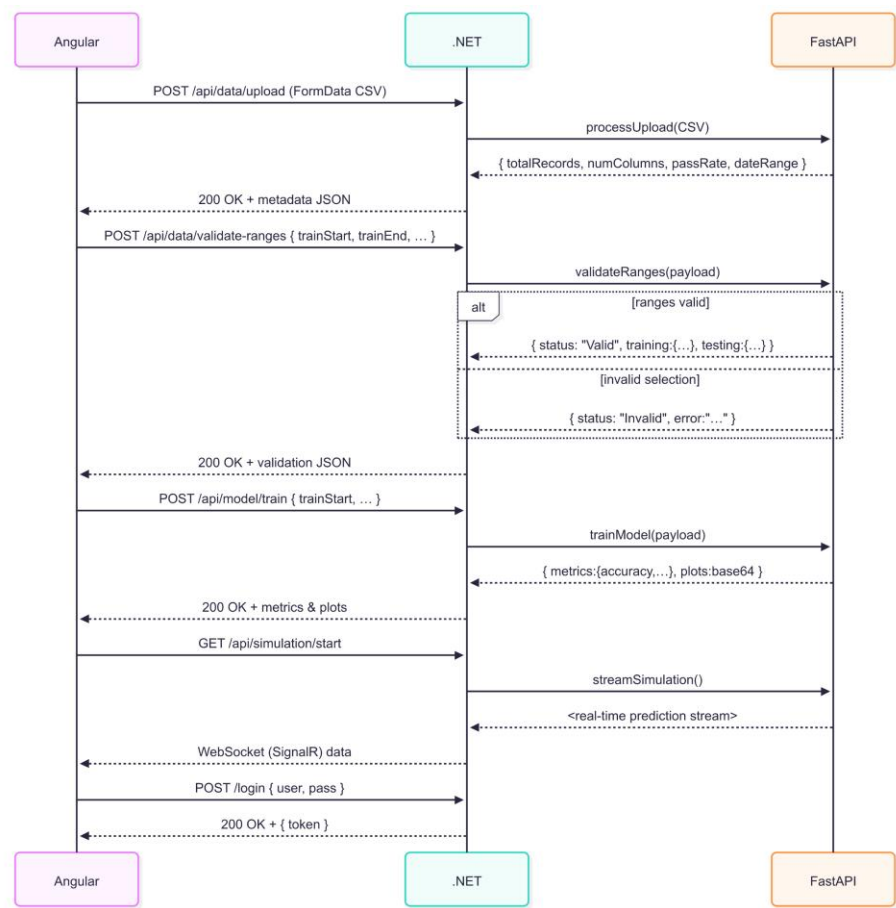 Angular
.NET
FastAPI
POST /api/data/upload (FormData CSV)
processUpload(CSV)
{ totalRecords, numColumns, passRate, dateRange }
200 OK + metadata JSON
POST /api/data/validate-ranges { trainStart, trainEnd, … }
validateRanges(payload)
alt
[ranges valid]
{ status: "Valid", training:{…}, testing:{…} }
[invalid selection]
{ status: "Invalid", error:"…" }
200 OK + validation JSON
POST /api/model/train { trainStart, … }
trainModel(payload)
{ metrics:{accuracy,…}, plots:base64 }
200 OK + metrics & plots
GET /api/simulation/start
streamSimulation()
<real-time prediction stream>
WebSocket (SignalR) data
POST /login { user, pass }
200 OK + { token }
Angular
.NET
FastAPI